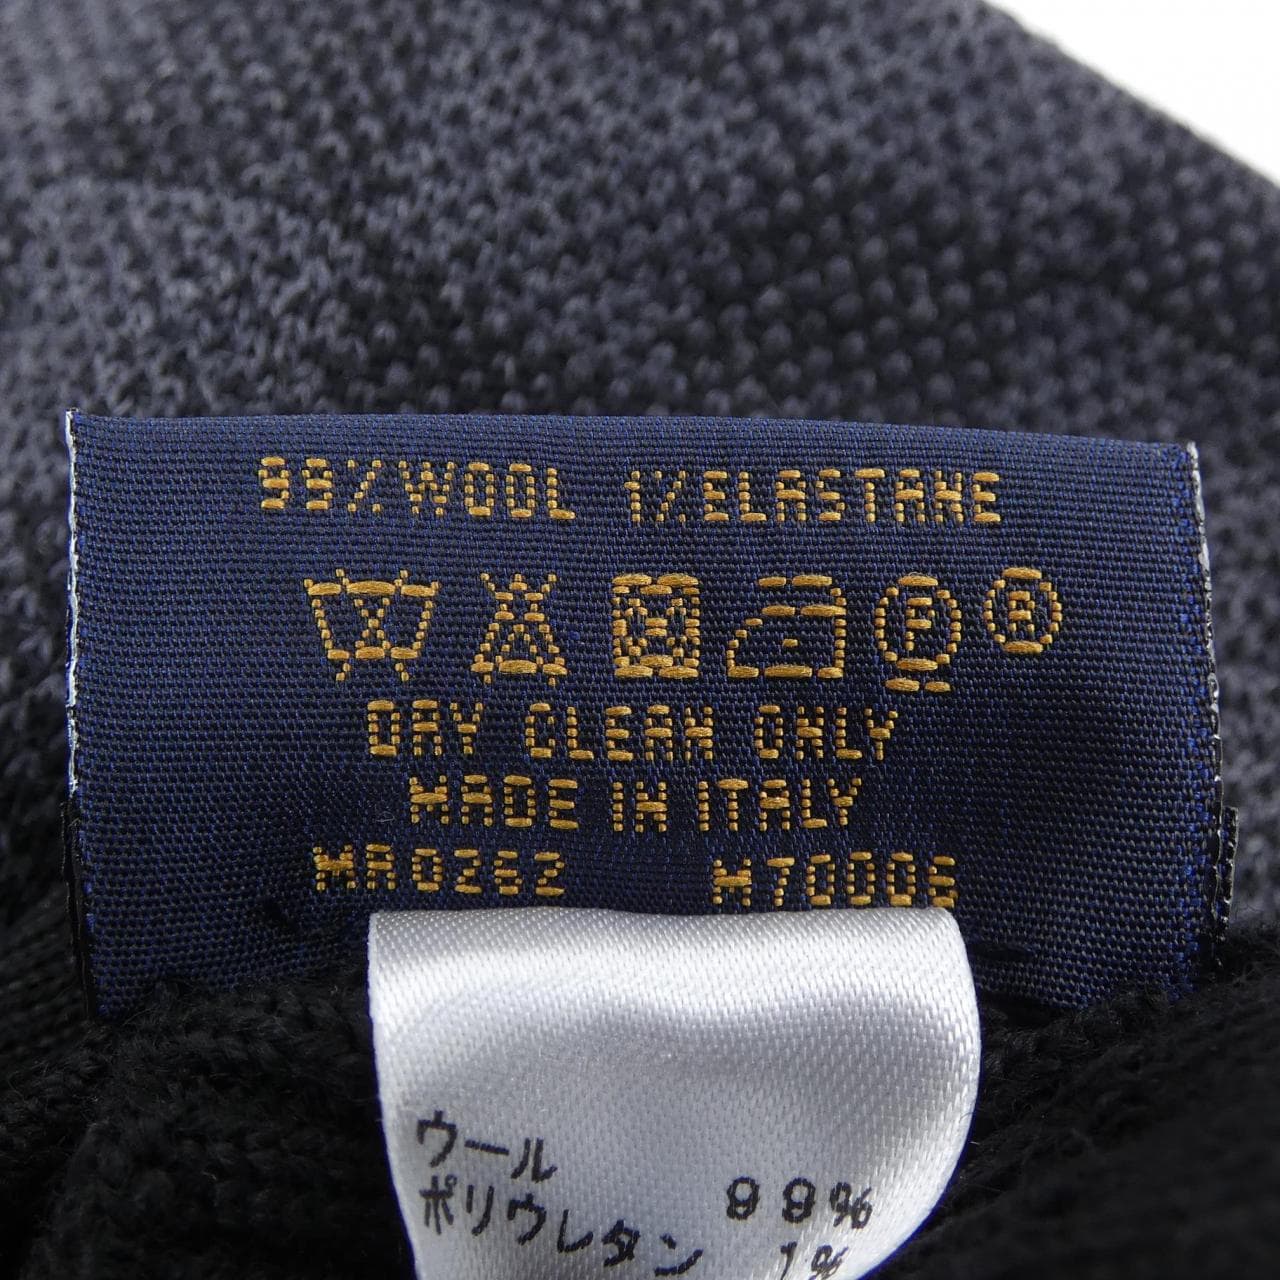 99% WOOL 1% ELASTANE
P R
DRY CLEAN ONLY
MADE IN ITALY
MR0262 M70006
ウール 99%
ポリウレタン 1%